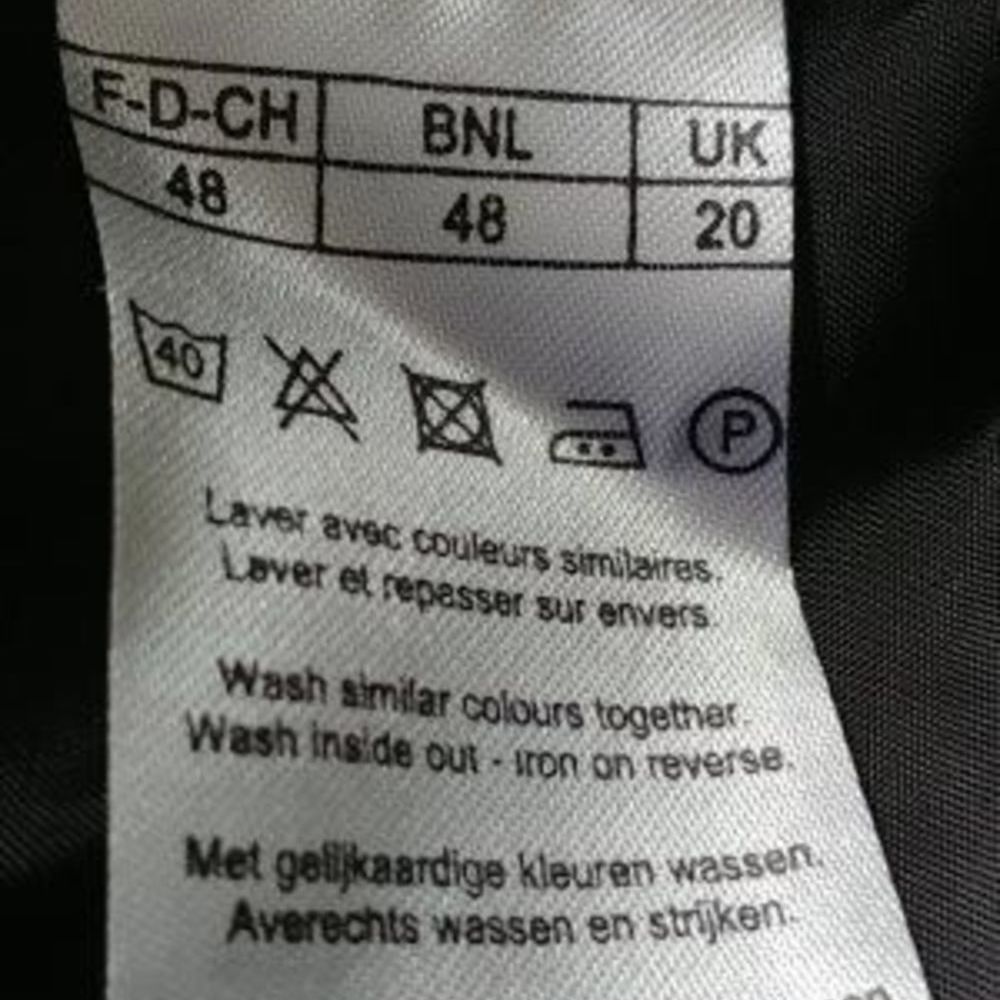 F-D-CH BNL UK
48 48 20
40 P
Laver avec couleurs similaires.
Laver et repasser sur envers.
Wash similar colours together.
Wash inside out - iron on reverse.
Met gelijkaardige kleuren wassen.
Averechts wassen en strijken.